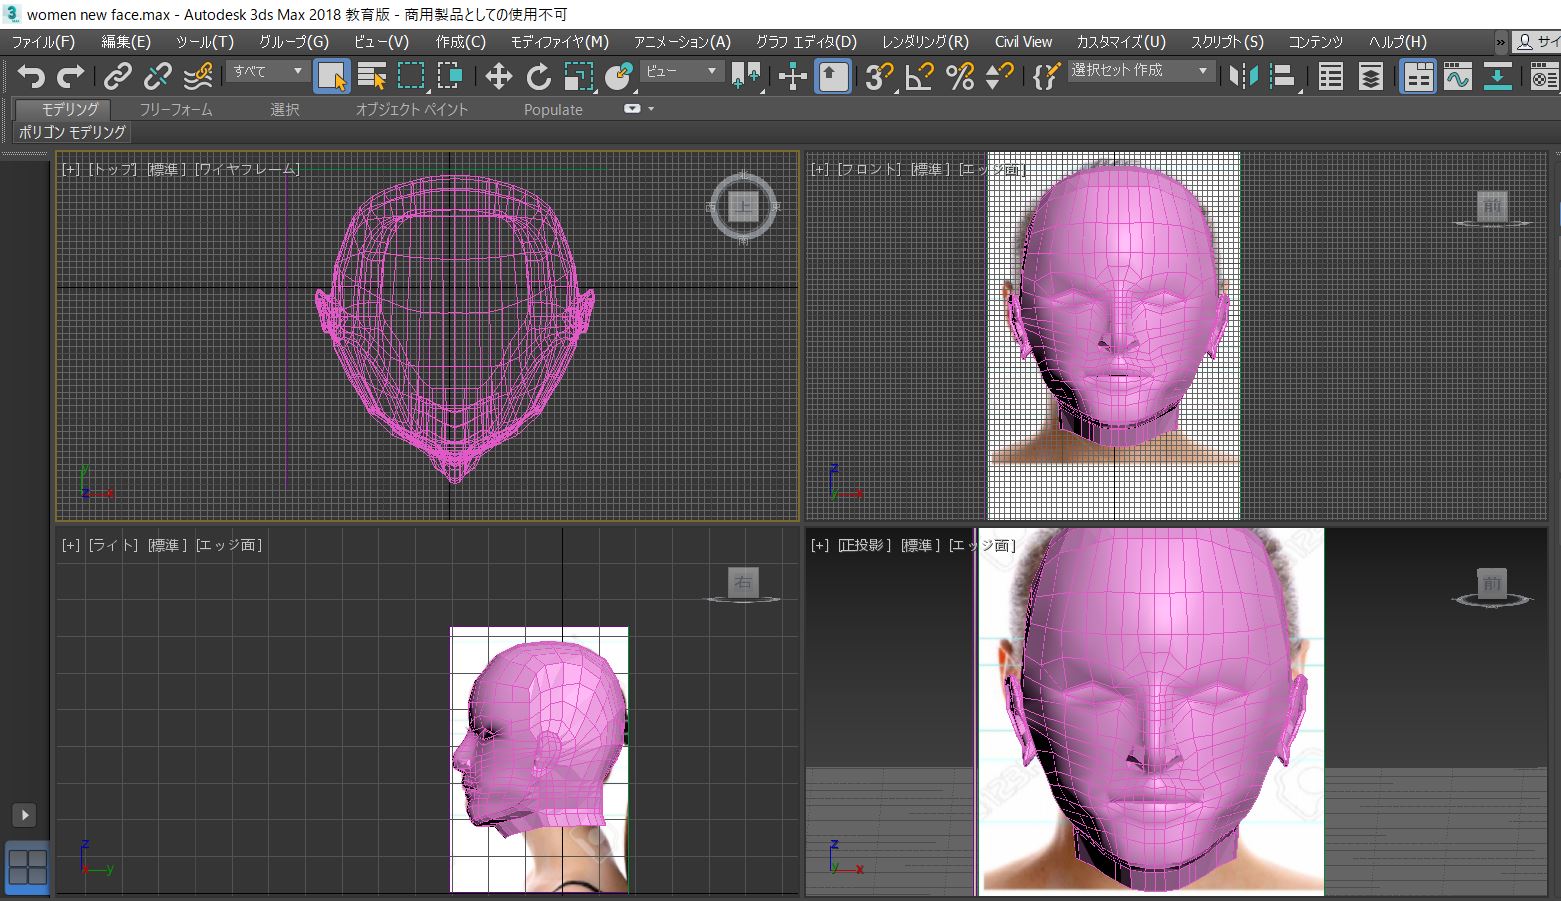 women new face.max - Autodesk 3ds Max 2018 教育版 - 商用製品としての使用不可
ファイル(F) 編集(E) ツール(T) グループ(G) ビュー(V) 作成(C) モディファイヤ(M) アニメーション(A) グラフ エディタ(D) レンダリング(R) Civil View カスタマイズ(U) スクリプト(S) コンテンツ ヘルプ(H) » サイ
すべて ビュー 選択セット 作成
モデリング フリーフォーム 選択 オブジェクト ペイント Populate
ポリゴン モデリング
[+] [トップ] [標準] [ワイヤフレーム]
北
西 上 東
南
y
z x
[+] [フロント] [標準] [エッジ面]
前
z
y x
[+] [ライト] [標準] [エッジ面]
右
z
x y
[+] [正投影] [標準] [エッジ面]
前
z
y x